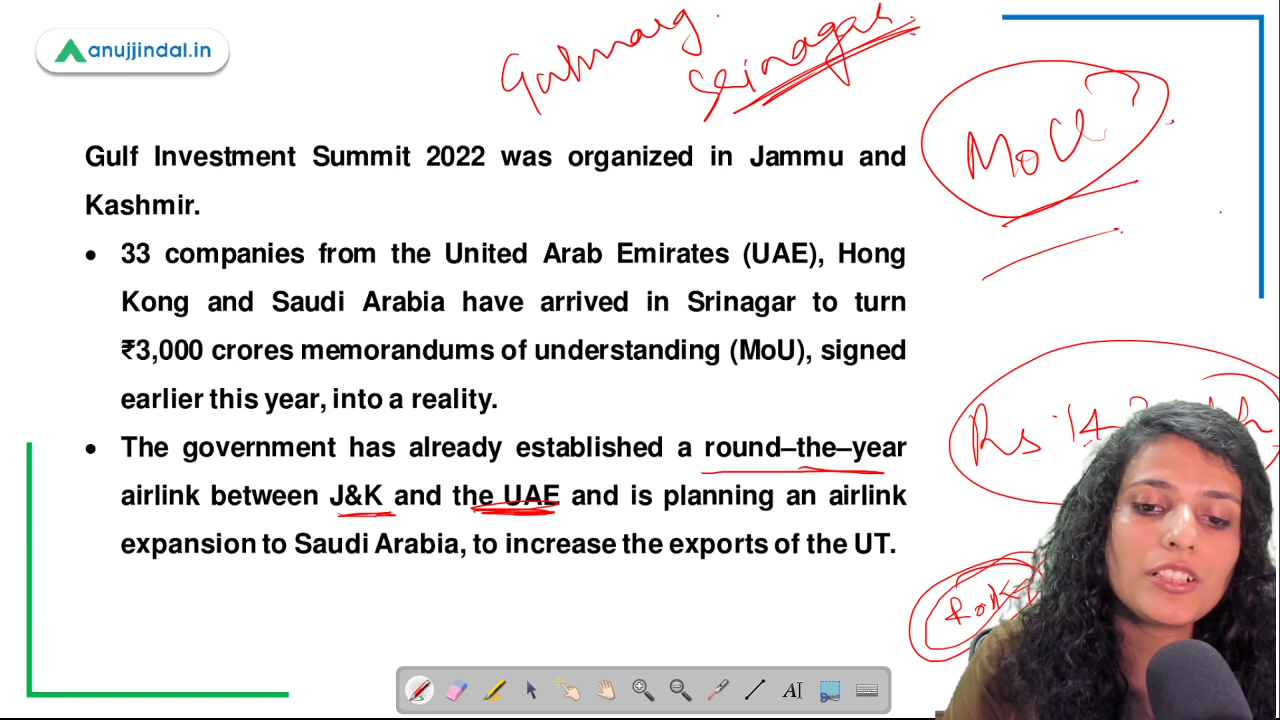 anujjindal.in
Gulmarg.
Srinagar.
MoU
Gulf Investment Summit 2022 was organized in Jammu and
Kashmir.
• 33 companies from the United Arab Emirates (UAE), Hong
Kong and Saudi Arabia have arrived in Srinagar to turn
₹3,000 crores memorandums of understanding (MoU), signed
earlier this year, into a reality.
• The government has already established a round–the–year
airlink between J&K and the UAE and is planning an airlink
expansion to Saudi Arabia, to increase the exports of the UT.
Rs
AI